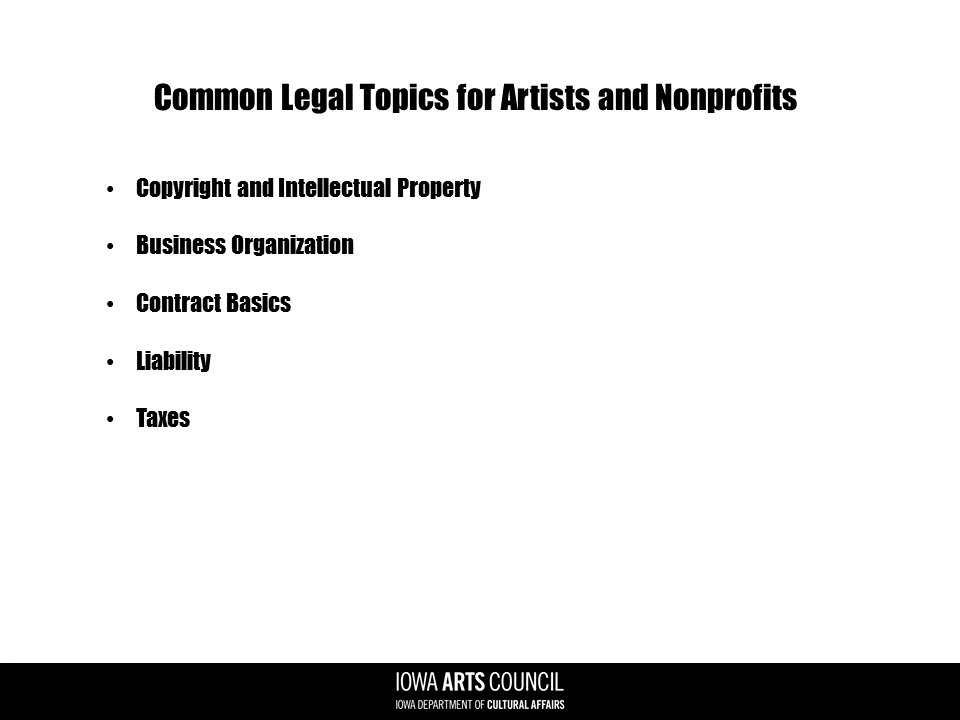 Common Legal Topics for Artists and Nonprofits
• Copyright and Intellectual Property
• Business Organization
• Contract Basics
• Liability
• Taxes
IOWA ARTS COUNCIL
IOWA DEPARTMENT OF CULTURAL AFFAIRS